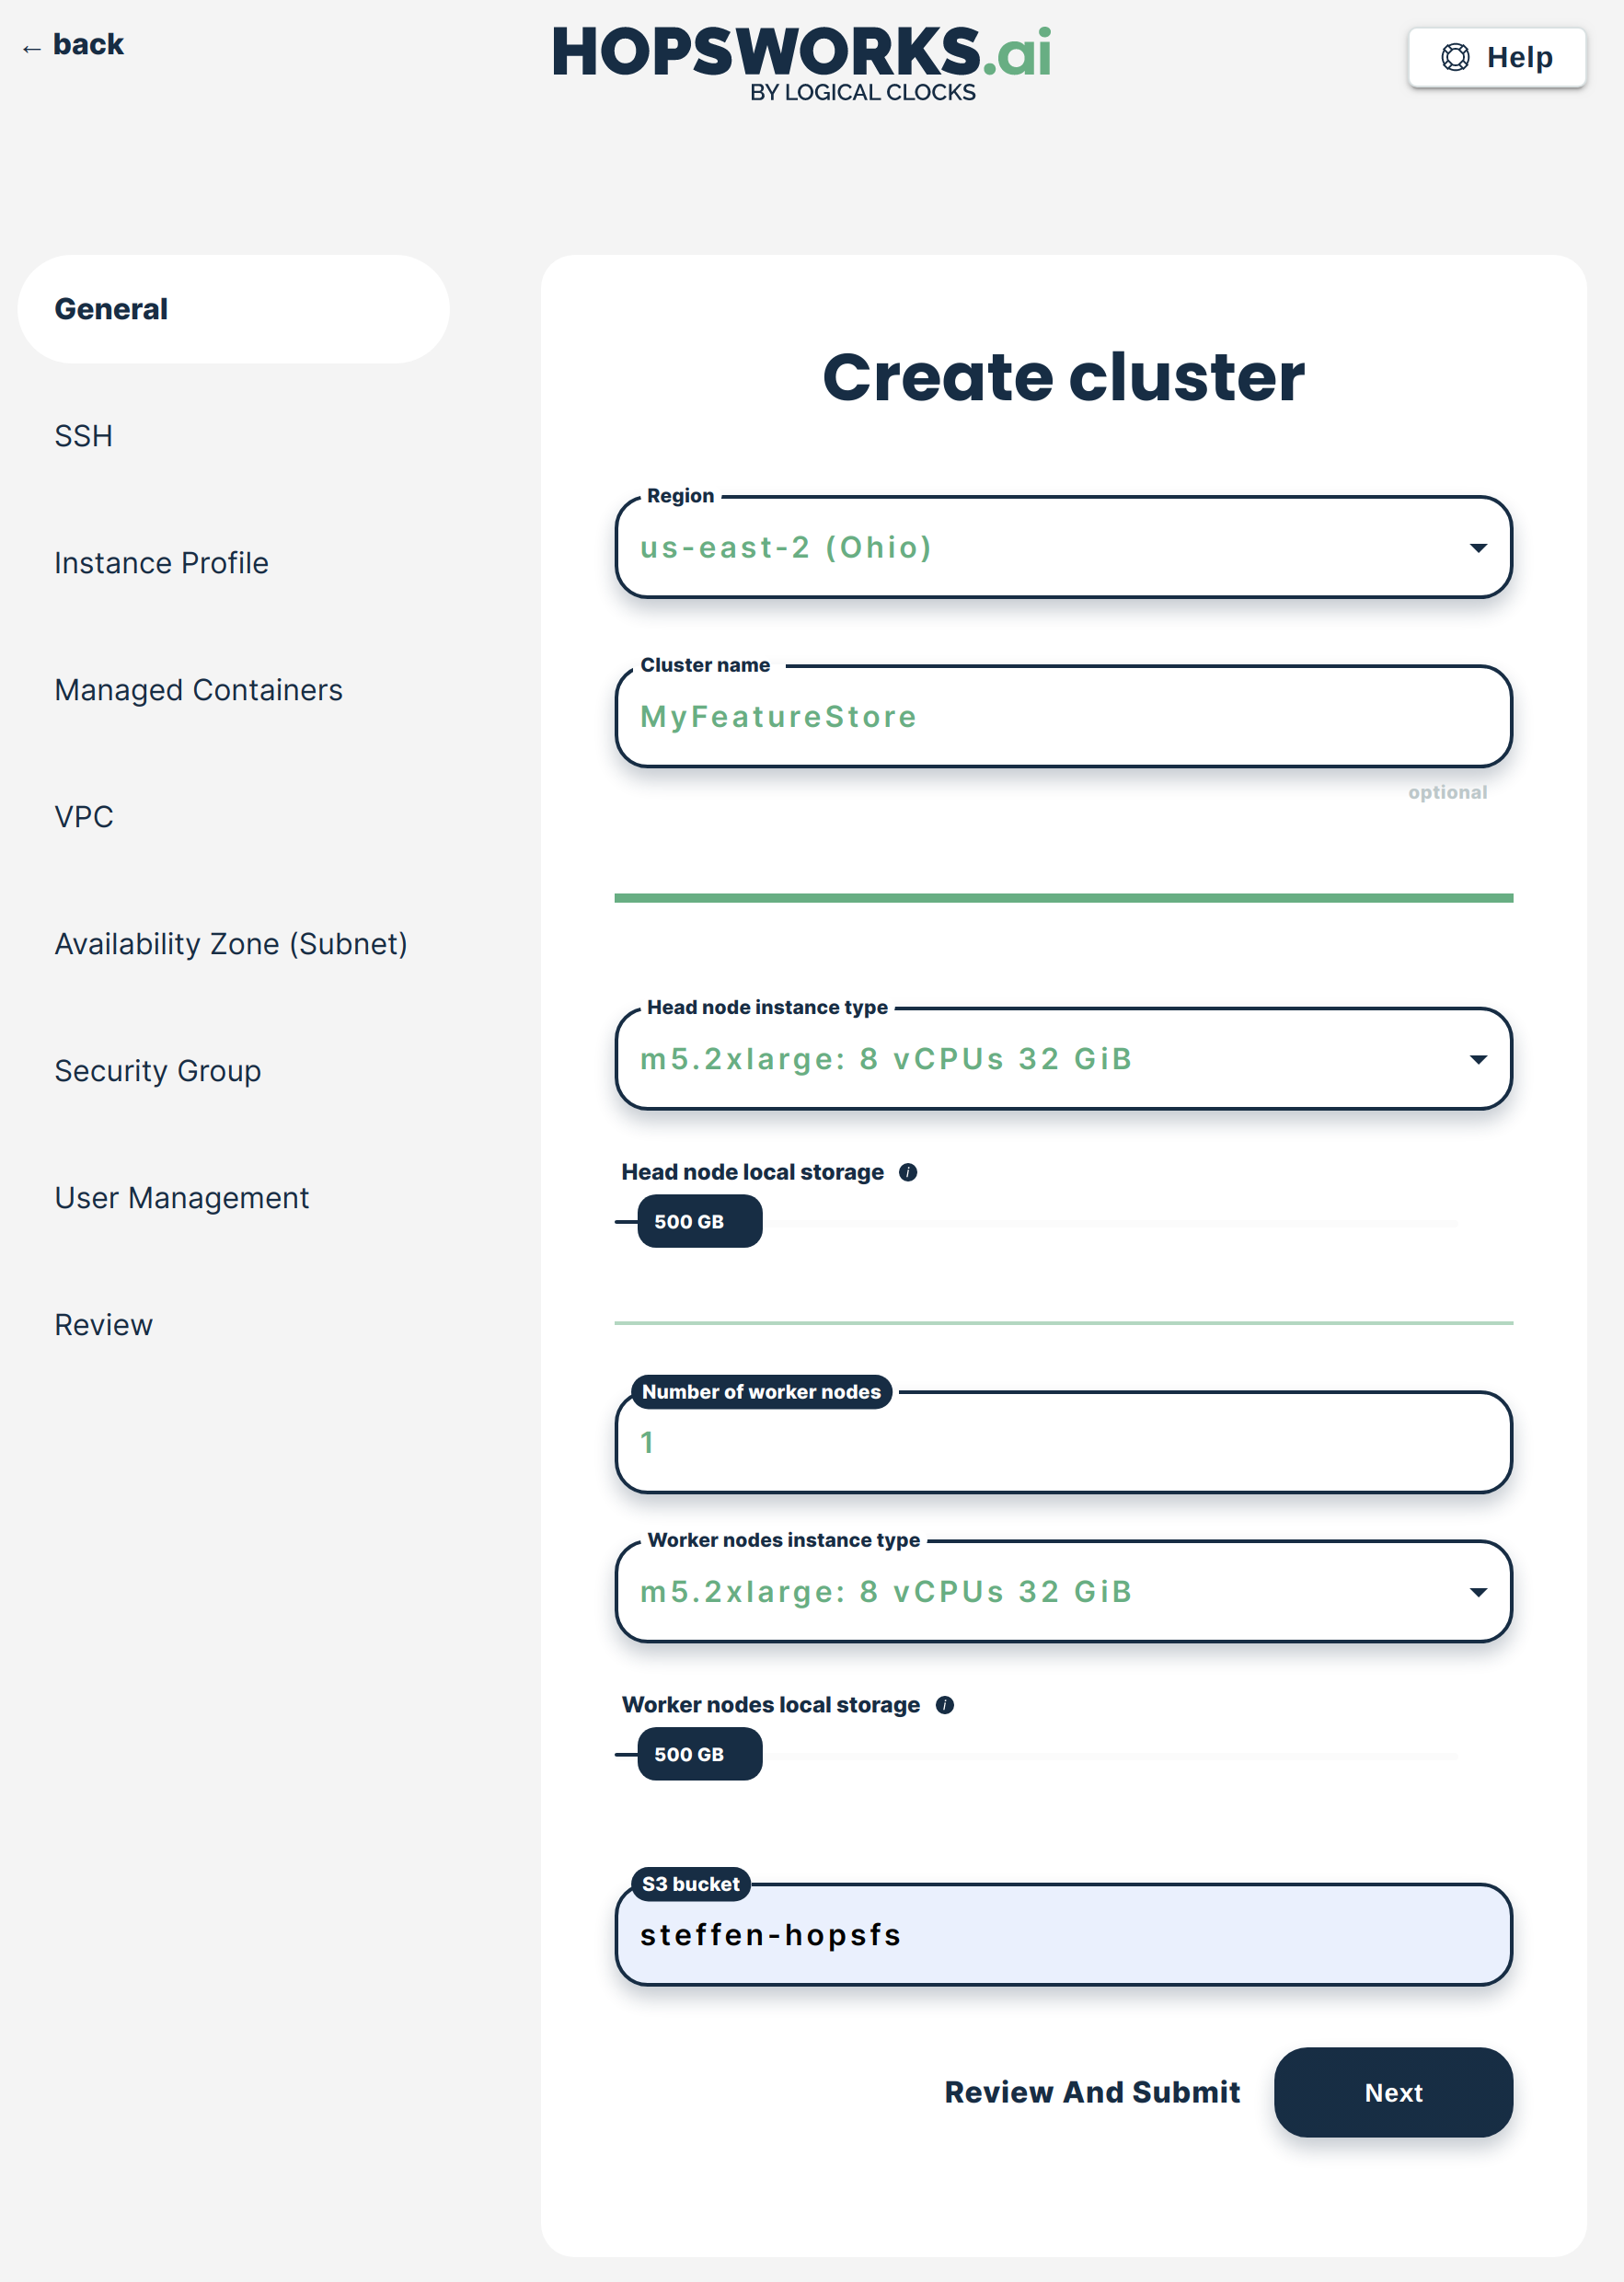 ← back
HOPSWORKS.ai
BY LOGICAL CLOCKS
Help
General
SSH
Instance Profile
Managed Containers
VPC
Availability Zone (Subnet)
Security Group
User Management
Review
Create cluster
Region
us-east-2 (Ohio)
Cluster name
MyFeatureStore
optional
Head node instance type
m5.2xlarge: 8 vCPUs 32 GiB
Head node local storage i
500 GB
Number of worker nodes
1
Worker nodes instance type
m5.2xlarge: 8 vCPUs 32 GiB
Worker nodes local storage i
500 GB
S3 bucket
steffen-hopsfs
Review And Submit
Next